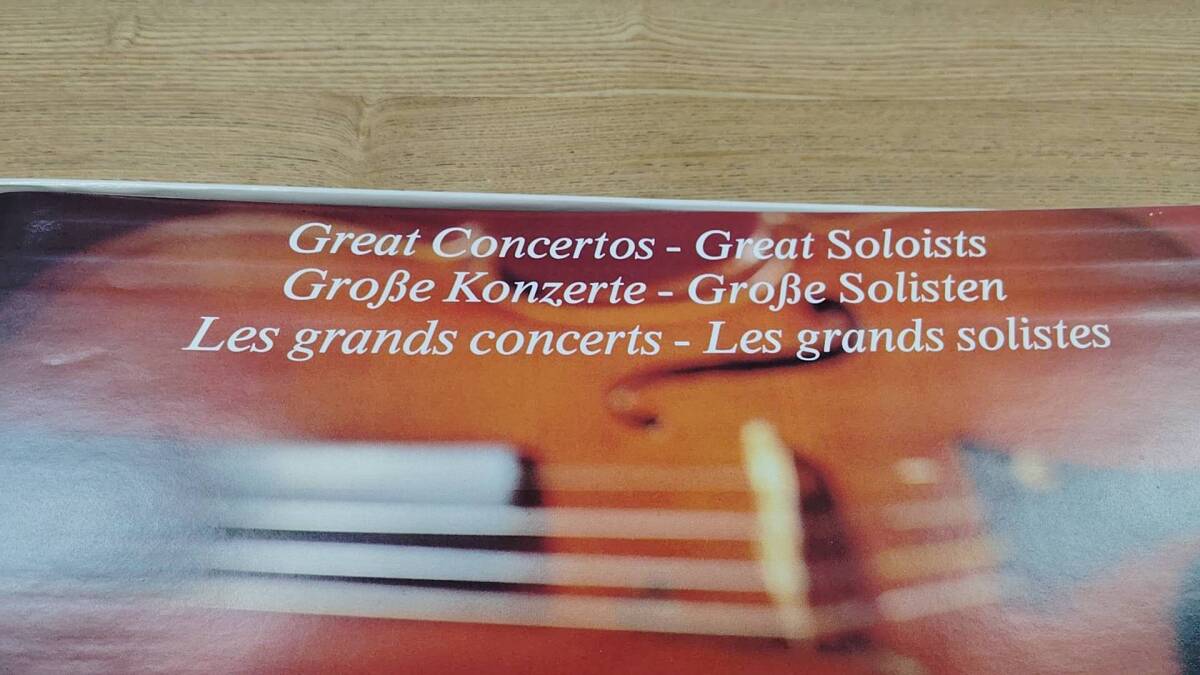 Great Concertos - Great Soloists
Große Konzerte - Große Solisten
Les grands concerts - Les grands solistes